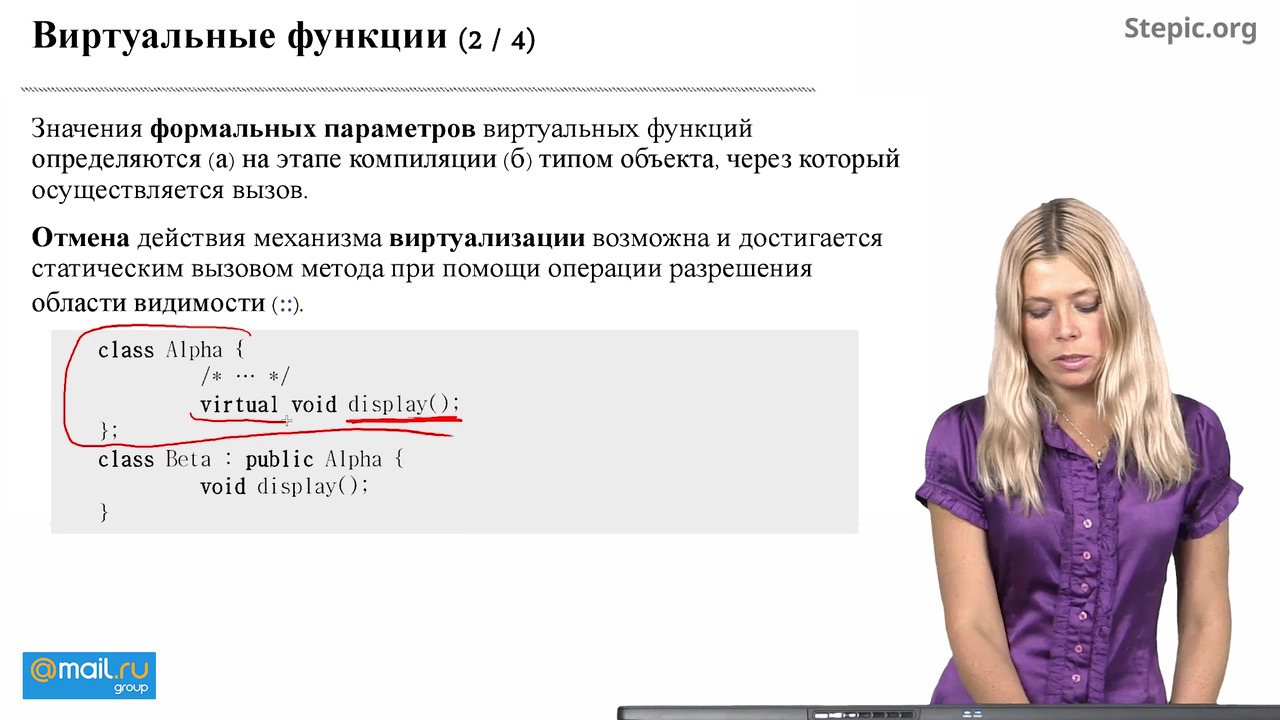 Виртуальные функции (2 / 4)
Stepic.org
Значения формальных параметров виртуальных функций
определяются (а) на этапе компиляции (б) типом объекта, через который
осуществляется вызов.
Отмена действия механизма виртуализации возможна и достигается
статическим вызовом метода при помощи операции разрешения
области видимости (::).
class Alpha {
/* … */
virtual void display();
};
class Beta : public Alpha {
void display();
}
@mail.ru
group